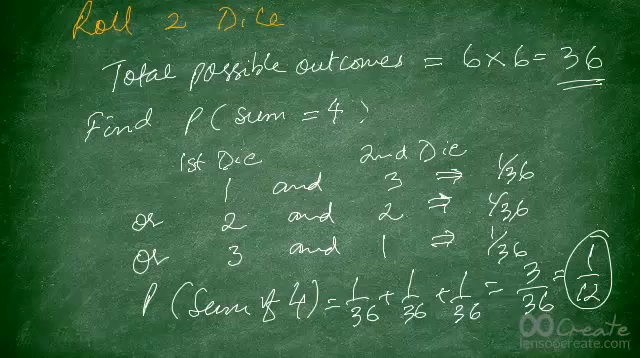 Roll 2 Dice
Total possible outcomes = 6 × 6 = 36
Find P(Sum = 4)
1st Die 2nd Die
1 and 3 ⇒ 1/36
or 2 and 2 ⇒ 1/36
or 3 and 1 ⇒ 1/36
P (Sum of 4) = 1/36 + 1/36 + 1/36 = 3/36 = 1/12
Create
lensoocreate.com